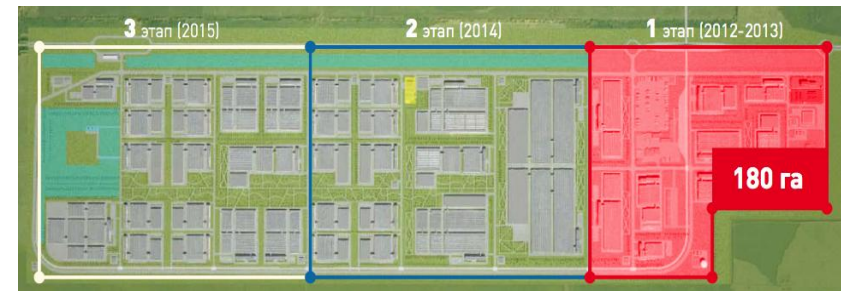 3 этап (2015)
2 этап (2014)
1 этап (2012-2013)
180 га